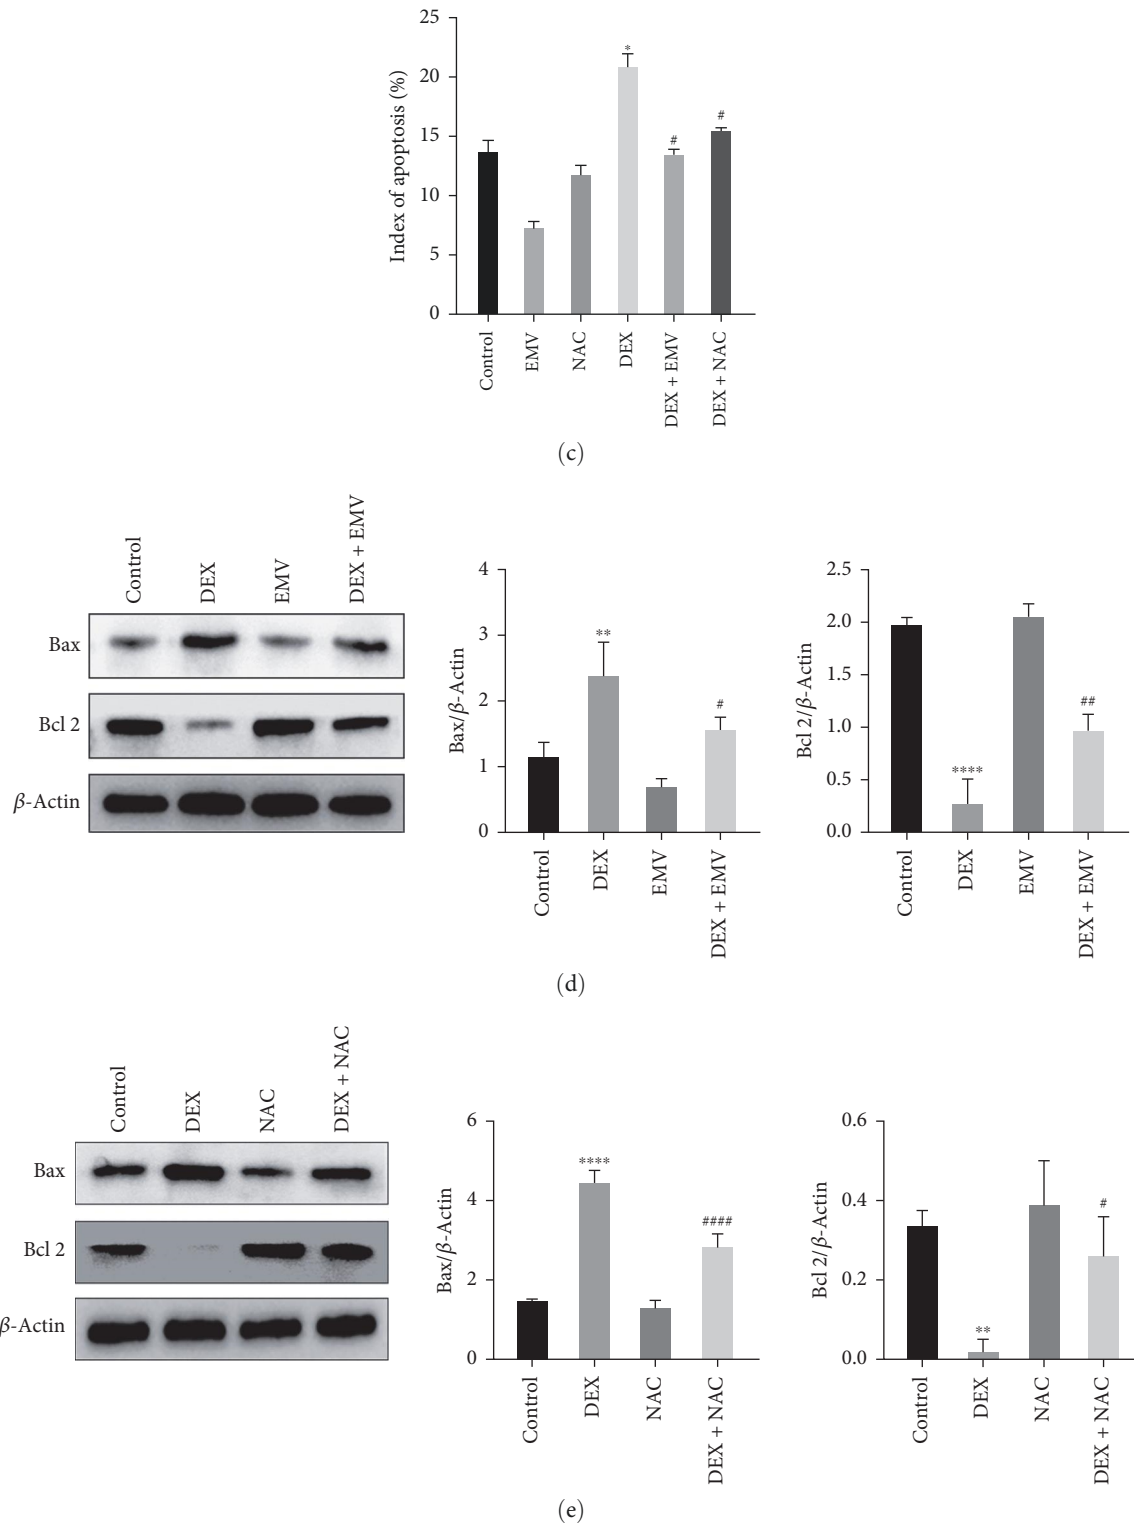 25
20
15
10
5
0
Index of apoptosis (%)
*
#
#
Control
EMV
NAC
DEX
DEX + EMV
DEX + NAC
(c)
Control
DEX
EMV
DEX + EMV
Bax
Bcl 2
β-Actin
4
3
2
1
0
Bax/β-Actin
**
#
Control
DEX
EMV
DEX + EMV
2.5
2.0
1.5
1.0
0.5
0.0
Bcl 2/β-Actin
****
##
Control
DEX
EMV
DEX + EMV
(d)
Control
DEX
NAC
DEX + NAC
Bax
Bcl 2
β-Actin
6
4
2
0
Bax/β-Actin
****
####
Control
DEX
NAC
DEX + NAC
0.6
0.4
0.2
0.0
Bcl 2/β-Actin
**
#
Control
DEX
NAC
DEX + NAC
(e)